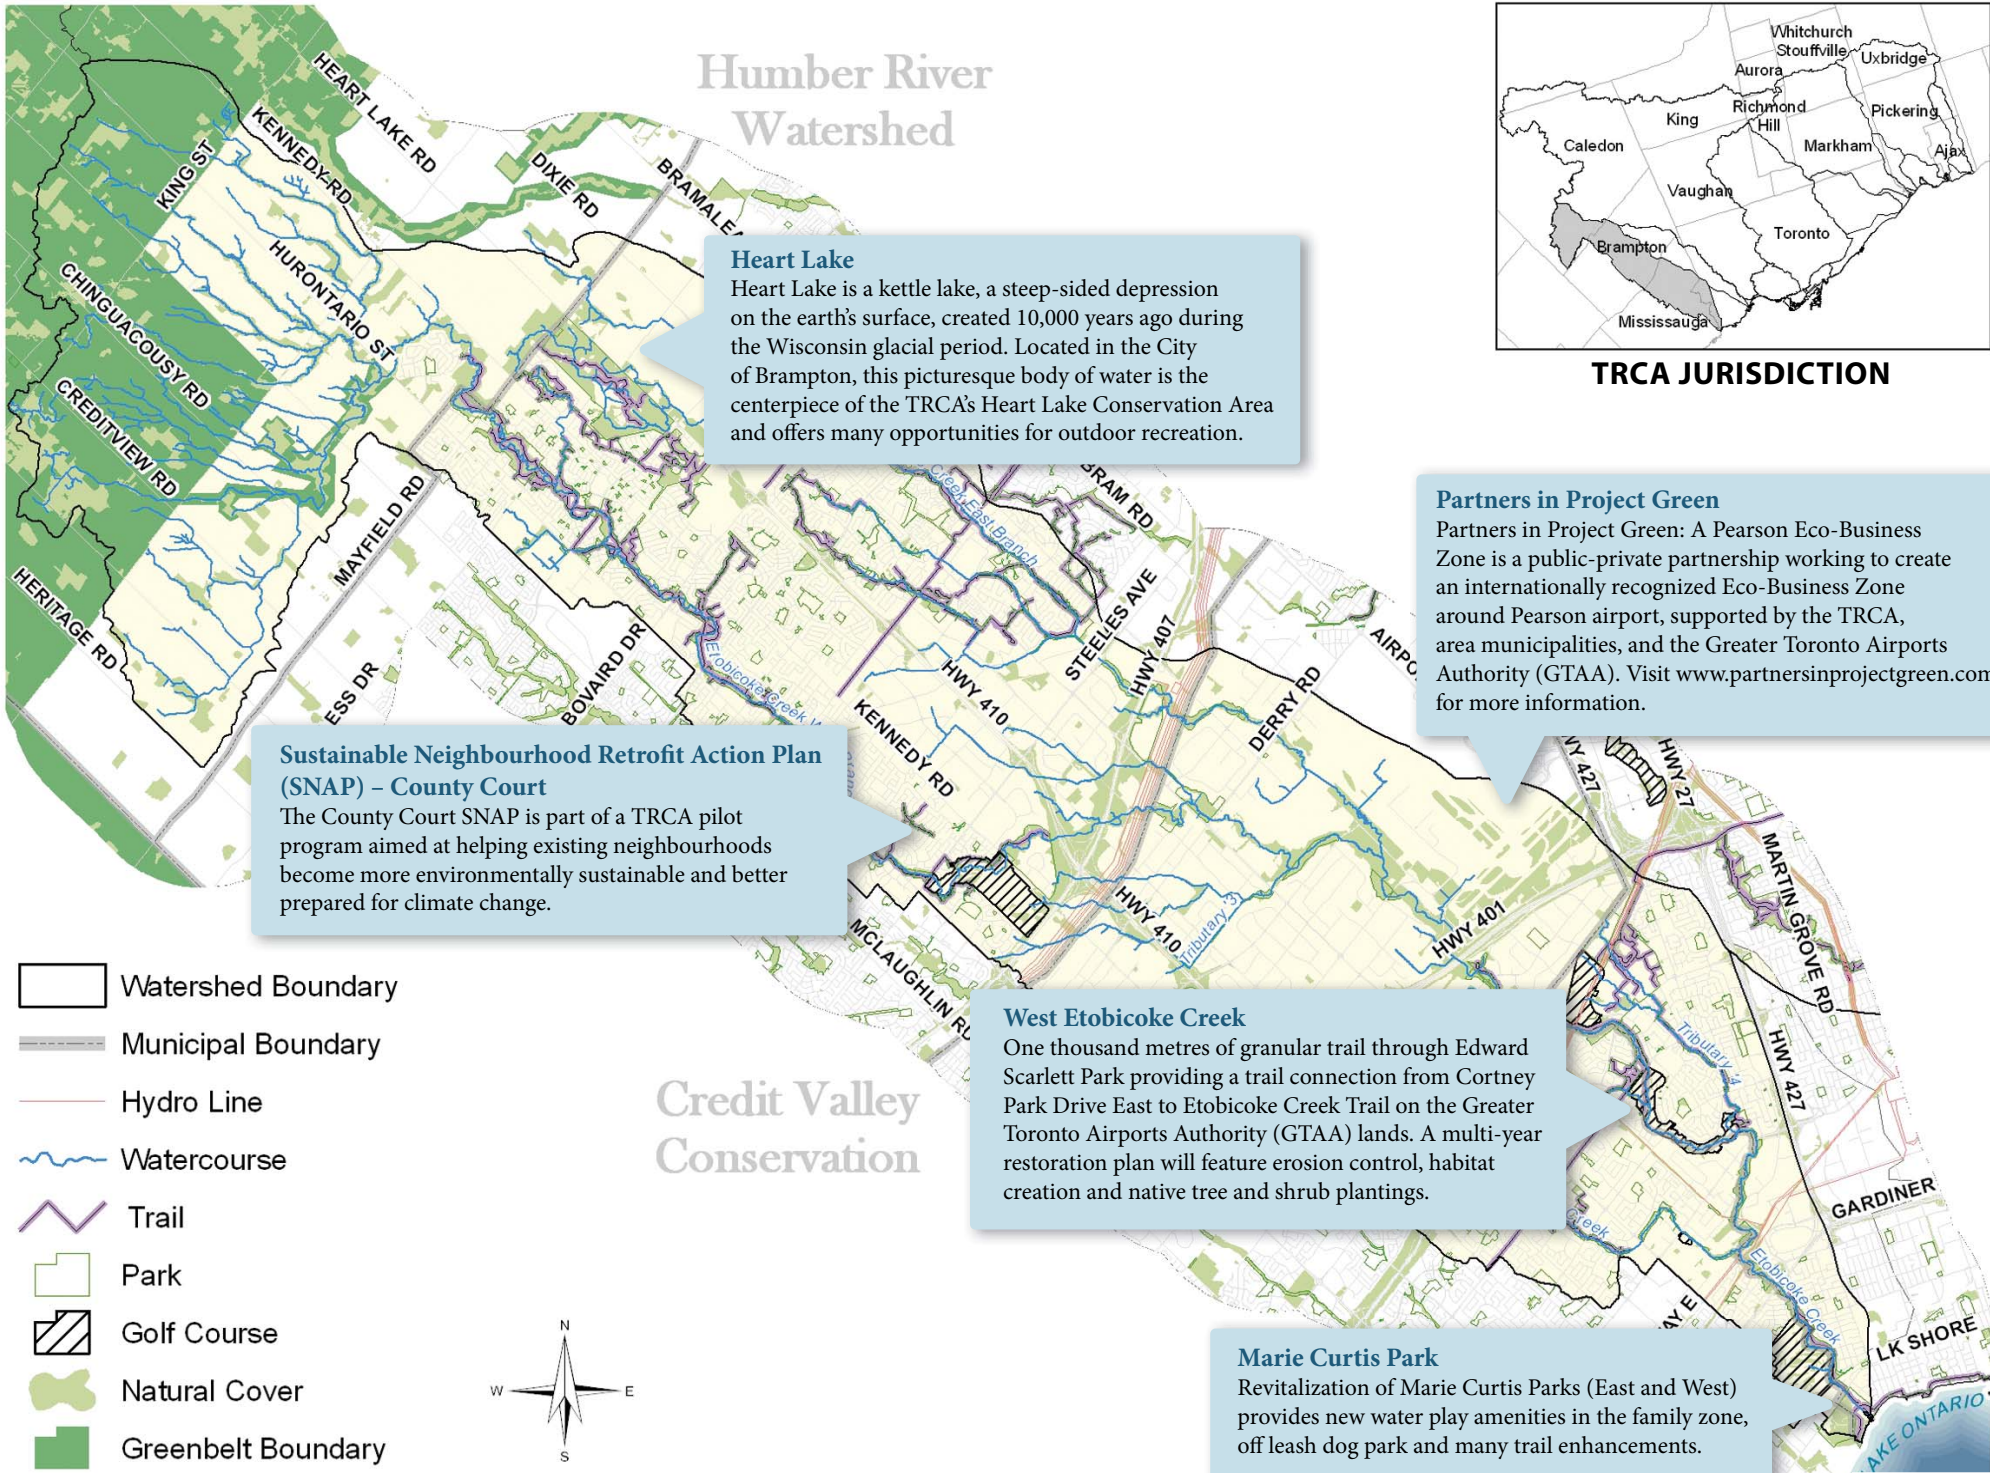 Humber River
Watershed
HEART LAKE RD
KENNEDY RD
KING ST
DIXIE RD
HURONTARIO ST
CHINGUACOUSY RD
CREDITVIEW RD
HERITAGE RD
MAYFIELD RD
BOVAIRD DR
Whitchurch
Stouffville
Uxbridge
Aurora
Richmond
Hill
King
Pickering
Caledon
Markham
Ajax
Vaughan
Toronto
Brampton
Mississauga
TRCA JURISDICTION
Heart Lake
Heart Lake is a kettle lake, a steep-sided depression
on the earth's surface, created 10,000 years ago during
the Wisconsin glacial period. Located in the City
of Brampton, this picturesque body of water is the
centerpiece of the TRCA's Heart Lake Conservation Area
and offers many opportunities for outdoor recreation.
Partners in Project Green
Partners in Project Green: A Pearson Eco-Business
Zone is a public-private partnership working to create
an internationally recognized Eco-Business Zone
around Pearson airport, supported by the TRCA,
area municipalities, and the Greater Toronto Airports
Authority (GTAA). Visit www.partnersinprojectgreen.com
for more information.
Creek East Branch
STEELES AVE
HWY 407
HWY 410
DERRY RD
Etobicoke Creek
KENNEDY RD
HWY 27
MARTIN GROVE RD
Sustainable Neighbourhood Retrofit Action Plan
(SNAP) – County Court
The County Court SNAP is part of a TRCA pilot
program aimed at helping existing neighbourhoods
become more environmentally sustainable and better
prepared for climate change.
HWY 410
Tributary 3
HWY 401
MCLAUGHLIN
Tributary 4
HWY 427
West Etobicoke Creek
One thousand metres of granular trail through Edward
Scarlett Park providing a trail connection from Cortney
Park Drive East to Etobicoke Creek Trail on the Greater
Toronto Airports Authority (GTAA) lands. A multi-year
restoration plan will feature erosion control, habitat
creation and native tree and shrub plantings.
Credit Valley
Conservation
GARDINER
Creek
Etobicoke Creek
LK SHORE
LAKE ONTARIO
Marie Curtis Park
Revitalization of Marie Curtis Parks (East and West)
provides new water play amenities in the family zone,
off leash dog park and many trail enhancements.
Watershed Boundary
Municipal Boundary
Hydro Line
Watercourse
Trail
Park
Golf Course
Natural Cover
Greenbelt Boundary
N
W
E
S